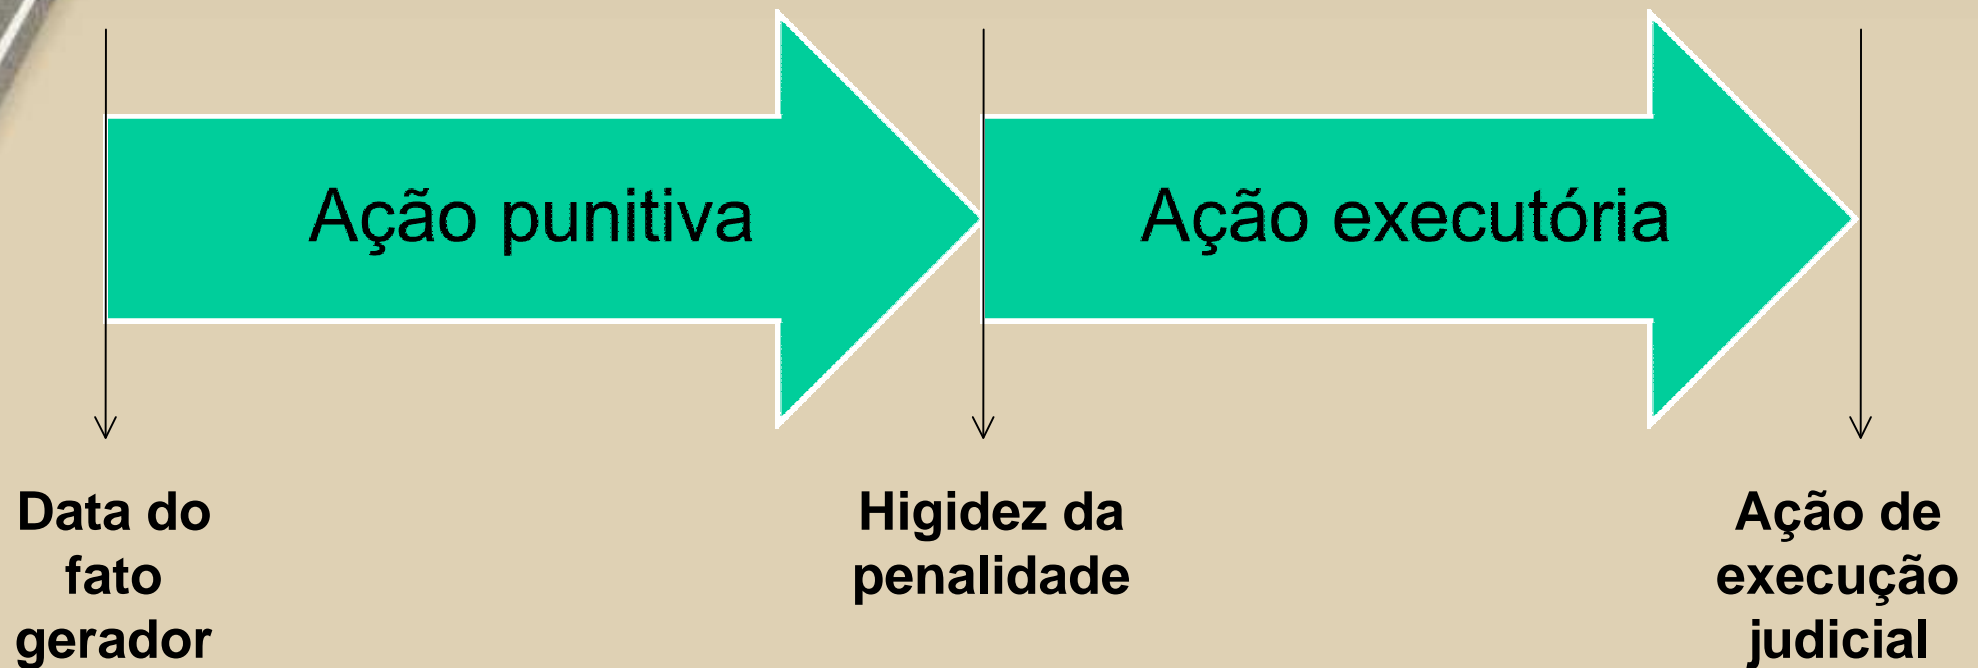 Ação punitiva
Ação executória
Data do
fato
gerador
Higidez da
penalidade
Ação de
execução
judicial